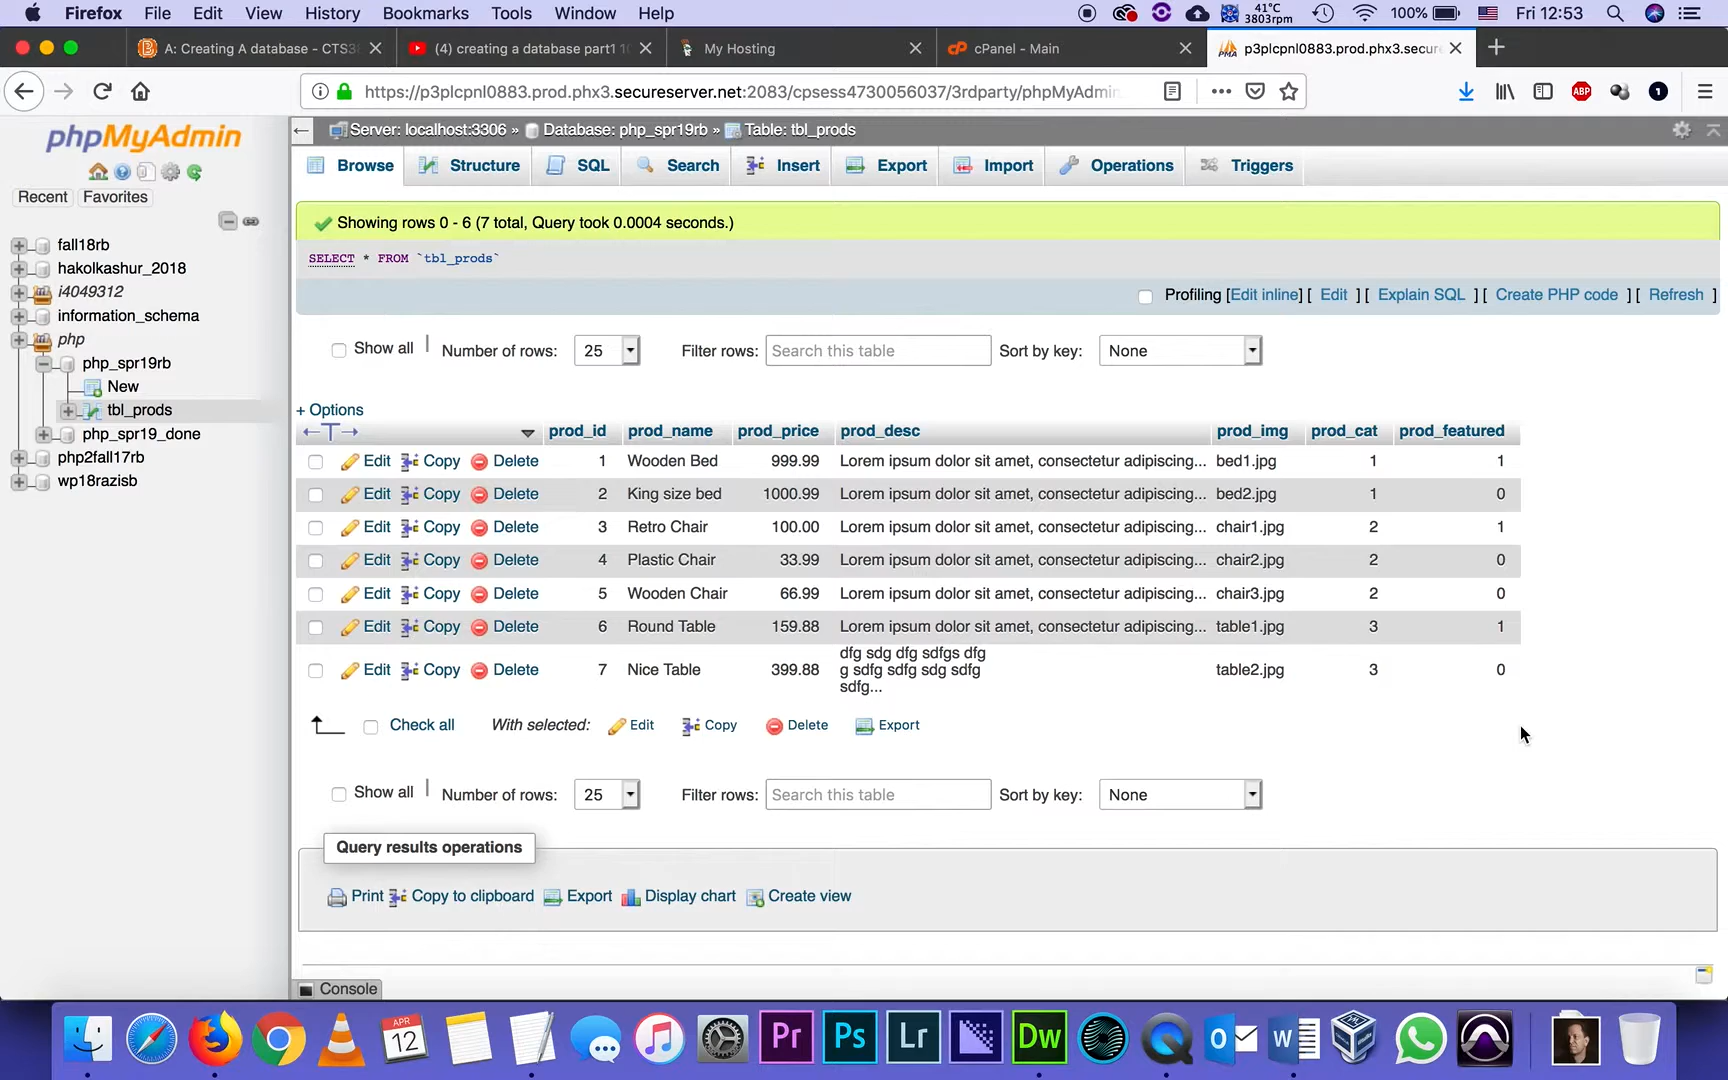 Firefox File Edit View History Bookmarks Tools Window Help 41°C 3803rpm 100% Fri 12:53
A: Creating A database - CTS3
(4) creating a database part1 1
My Hosting
cPanel - Main
PMA p3plcpnl0883.prod.phx3.secure
https://p3plcpnl0883.prod.phx3.secureserver.net:2083/cpsess4730056037/3rdparty/phpMyAdmin
ABP
1
phpMyAdmin
Recent Favorites
fall18rb
hakolkashur_2018
i4049312
information_schema
php
php_spr19rb
New
tbl_prods
php_spr19_done
php2fall17rb
wp18razisb
Server: localhost:3306 » Database: php_spr19rb » Table: tbl_prods
Browse Structure SQL Search Insert Export Import Operations Triggers
Showing rows 0 - 6 (7 total, Query took 0.0004 seconds.)
SELECT * FROM `tbl_prods`
Profiling [Edit inline] [ Edit ] [ Explain SQL ] [ Create PHP code ] [ Refresh ]
Show all | Number of rows: 25 Filter rows: Search this table Sort by key: None
+ Options
←T→ prod_id prod_name prod_price prod_desc prod_img prod_cat prod_featured
Edit Copy Delete 1 Wooden Bed 999.99 Lorem ipsum dolor sit amet, consectetur adipiscing... bed1.jpg 1 1
Edit Copy Delete 2 King size bed 1000.99 Lorem ipsum dolor sit amet, consectetur adipiscing... bed2.jpg 1 0
Edit Copy Delete 3 Retro Chair 100.00 Lorem ipsum dolor sit amet, consectetur adipiscing... chair1.jpg 2 1
Edit Copy Delete 4 Plastic Chair 33.99 Lorem ipsum dolor sit amet, consectetur adipiscing... chair2.jpg 2 0
Edit Copy Delete 5 Wooden Chair 66.99 Lorem ipsum dolor sit amet, consectetur adipiscing... chair3.jpg 2 0
Edit Copy Delete 6 Round Table 159.88 Lorem ipsum dolor sit amet, consectetur adipiscing... table1.jpg 3 1
Edit Copy Delete 7 Nice Table 399.88 dfg sdg dfg sdfgs dfg
g sdfg sdfg sdg sdfg
sdfg... table2.jpg 3 0
Check all With selected: Edit Copy Delete Export
Show all | Number of rows: 25 Filter rows: Search this table Sort by key: None
Query results operations
Print Copy to clipboard Export Display chart Create view
Console
APR 12 Pr Ps Lr Dw